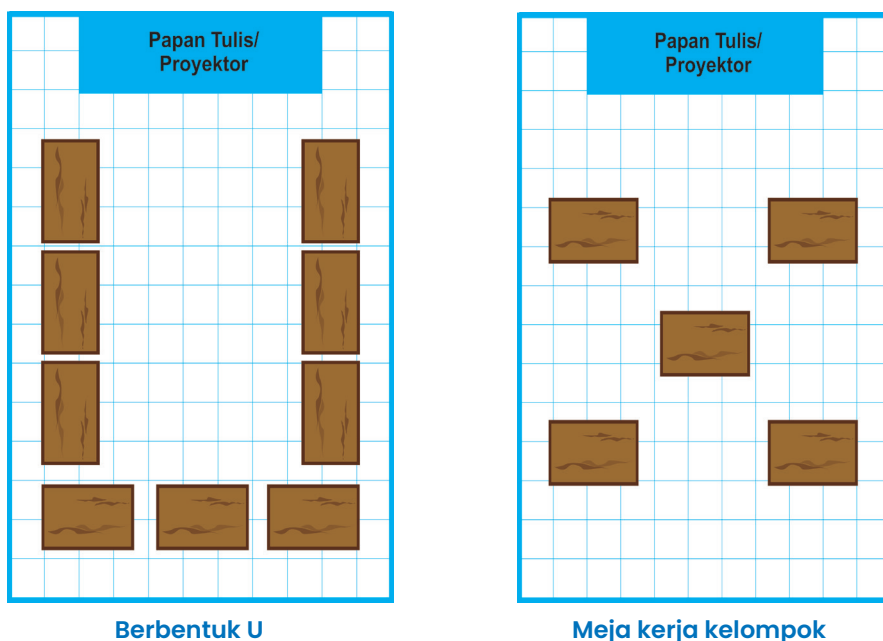 Papan Tulis/
Proyektor
Berbentuk U
Papan Tulis/
Proyektor
Meja kerja kelompok